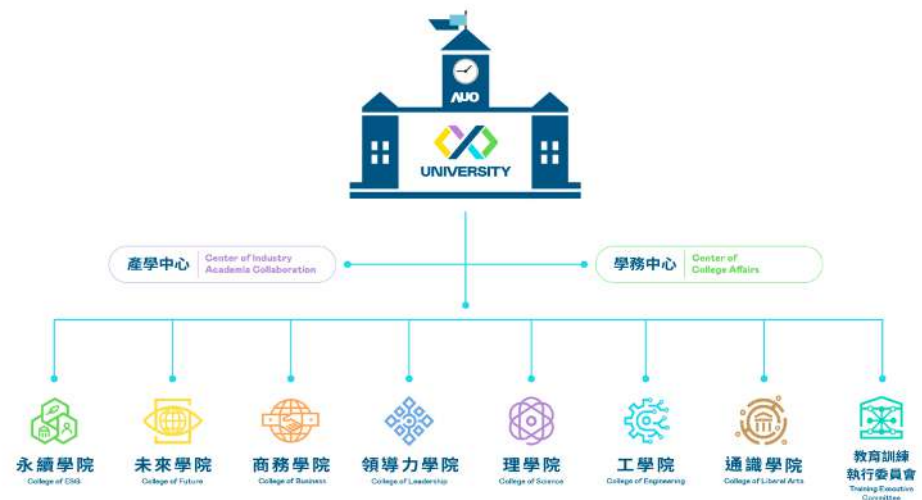 AUO
UNIVERSITY
產學中心
Center of Industry
Academia Collaboration
學務中心
Center of
College Affairs
永續學院
College of ESG
未來學院
College of Future
商務學院
College of Business
領導力學院
College of Leadership
理學院
College of Science
工學院
College of Engineering
通識學院
College of Liberal Arts
教育訓練
執行委員會
Training Executive
Committee